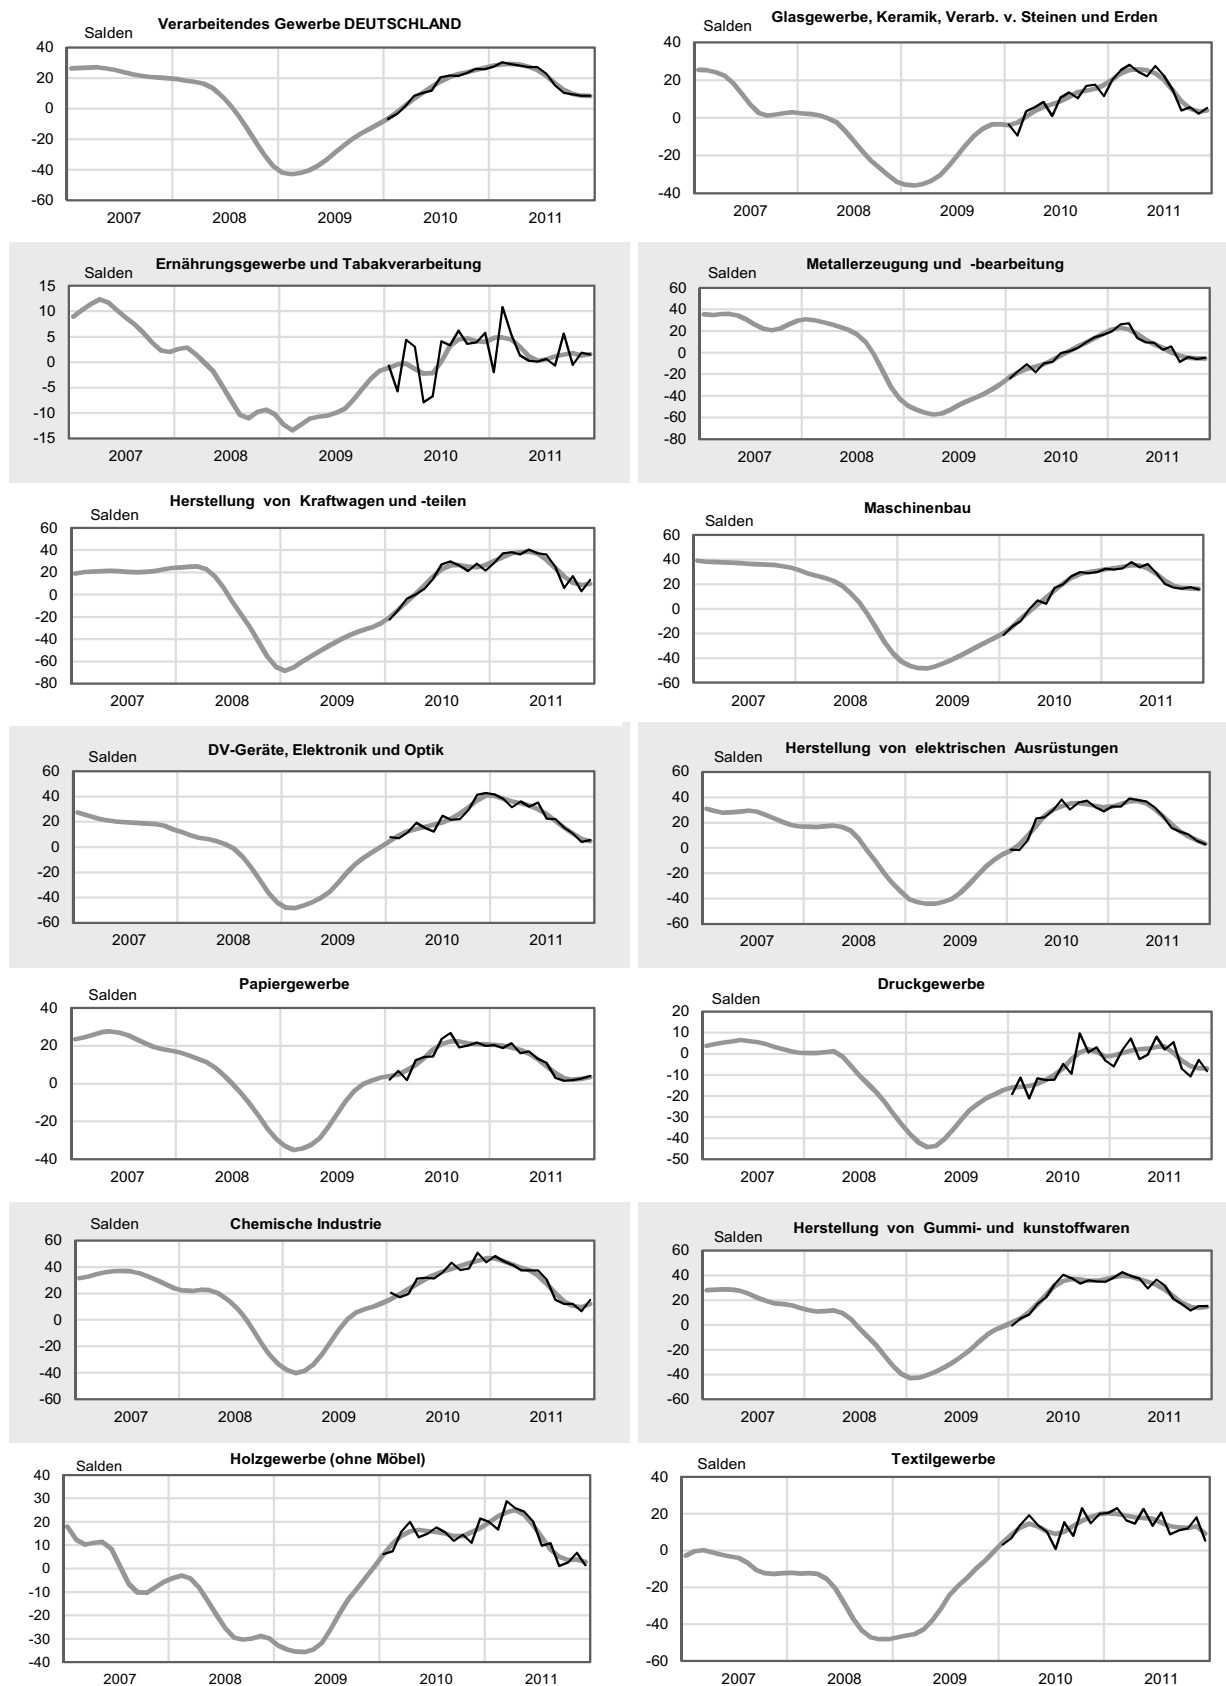 Verarbeitendes Gewerbe DEUTSCHLAND
Salden
40
20
0
-20
-40
-60
2007 2008 2009 2010 2011
Glasgewerbe, Keramik, Verarb. v. Steinen und Erden
Salden
40
20
0
-20
-40
2007 2008 2009 2010 2011
Ernährungsgewerbe und Tabakverarbeitung
Salden
15
10
5
0
-5
-10
-15
2007 2008 2009 2010 2011
Metallerzeugung und -bearbeitung
Salden
60
40
20
0
-20
-40
-60
-80
2007 2008 2009 2010 2011
Herstellung von Kraftwagen und -teilen
Salden
60
40
20
0
-20
-40
-60
-80
2007 2008 2009 2010 2011
Maschinenbau
Salden
60
40
20
0
-20
-40
-60
2007 2008 2009 2010 2011
DV-Geräte, Elektronik und Optik
Salden
60
40
20
0
-20
-40
-60
2007 2008 2009 2010 2011
Herstellung von elektrischen Ausrüstungen
Salden
60
40
20
0
-20
-40
-60
2007 2008 2009 2010 2011
Papiergewerbe
Salden
40
20
0
-20
-40
2007 2008 2009 2010 2011
Druckgewerbe
Salden
20
10
0
-10
-20
-30
-40
-50
2007 2008 2009 2010 2011
Chemische Industrie
Salden
60
40
20
0
-20
-40
-60
2007 2008 2009 2010 2011
Herstellung von Gummi- und kunstoffwaren
Salden
60
40
20
0
-20
-40
-60
2007 2008 2009 2010 2011
Holzgewerbe (ohne Möbel)
Salden
40
30
20
10
0
-10
-20
-30
-40
2007 2008 2009 2010 2011
Textilgewerbe
Salden
40
20
0
-20
-40
-60
2007 2008 2009 2010 2011